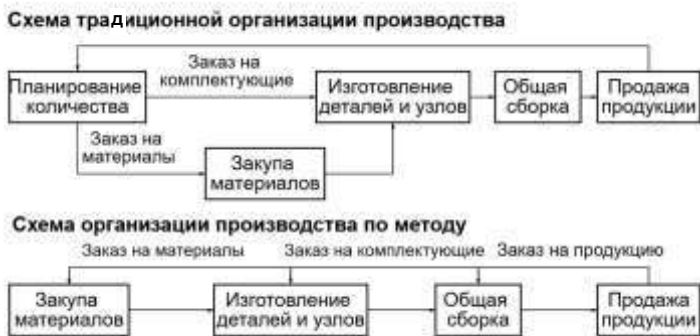 Схема традиционной организации производства
Заказ на
комплектующие
Планирование
количества
Изготовление
деталей и узлов
Общая
сборка
Продажа
продукции
Заказ на
материалы
Закупа
материалов
Схема организации производства по методу
Заказ на материалы
Заказ на комплектующие
Заказ на продукцию
Закупа
материалов
Изготовление
деталей и узлов
Общая
сборка
Продажа
продукции